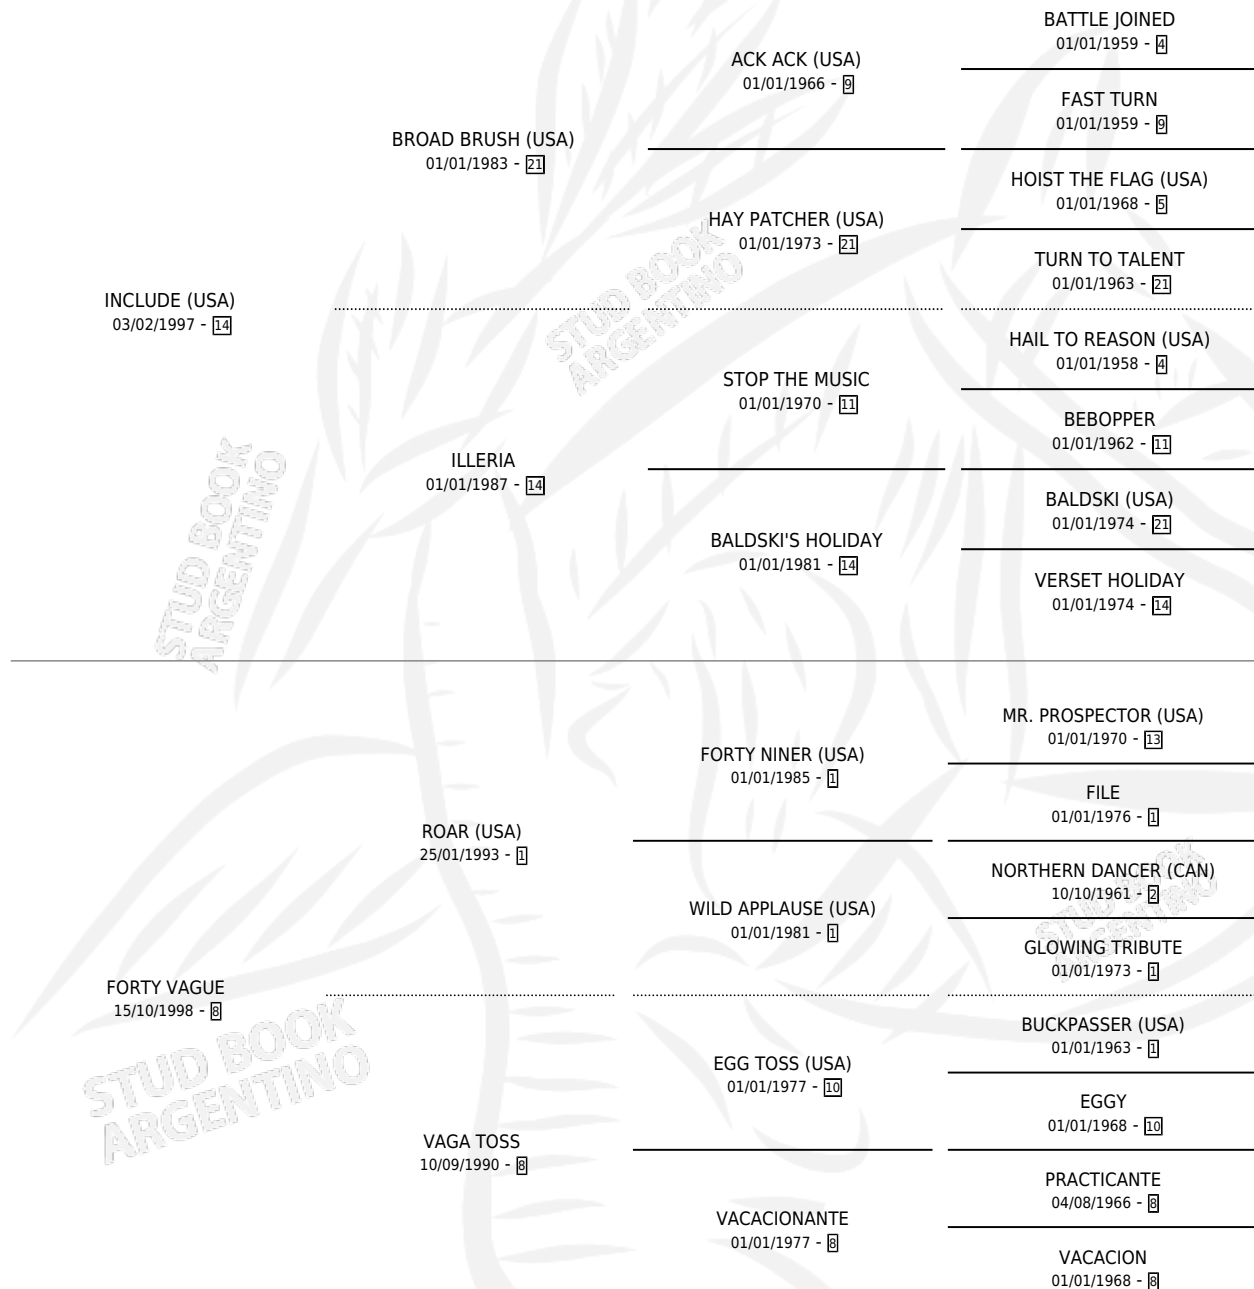 BATTLE JOINED
01/01/1959 - 4
ACK ACK (USA)
01/01/1966 - 9
FAST TURN
01/01/1959 - 9
BROAD BRUSH (USA)
01/01/1983 - 21
HOIST THE FLAG (USA)
01/01/1968 - 5
HAY PATCHER (USA)
01/01/1973 - 21
TURN TO TALENT
01/01/1963 - 21
INCLUDE (USA)
03/02/1997 - 14
HAIL TO REASON (USA)
01/01/1958 - 4
STOP THE MUSIC
01/01/1970 - 11
BEBOPPER
01/01/1962 - 11
ILLERIA
01/01/1987 - 14
BALDSKI (USA)
01/01/1974 - 21
BALDSKI'S HOLIDAY
01/01/1981 - 14
VERSET HOLIDAY
01/01/1974 - 14
MR. PROSPECTOR (USA)
01/01/1970 - 13
FORTY NINER (USA)
01/01/1985 - 1
FILE
01/01/1976 - 1
ROAR (USA)
25/01/1993 - 1
NORTHERN DANCER (CAN)
10/10/1961 - 2
WILD APPLAUSE (USA)
01/01/1981 - 1
GLOWING TRIBUTE
01/01/1973 - 1
FORTY VAGUE
15/10/1998 - 8
BUCKPASSER (USA)
01/01/1963 - 1
EGG TOSS (USA)
01/01/1977 - 10
EGGY
01/01/1968 - 10
VAGA TOSS
10/09/1990 - 8
PRACTICANTE
04/08/1966 - 8
VACACIONANTE
01/01/1977 - 8
VACACION
01/01/1968 - 8
STUD BOOK
ARGENTINO
STUD BOOK
ARGENTINO
STUD BOOK
ARGENTINO
STUD BOOK
ARGENTINO